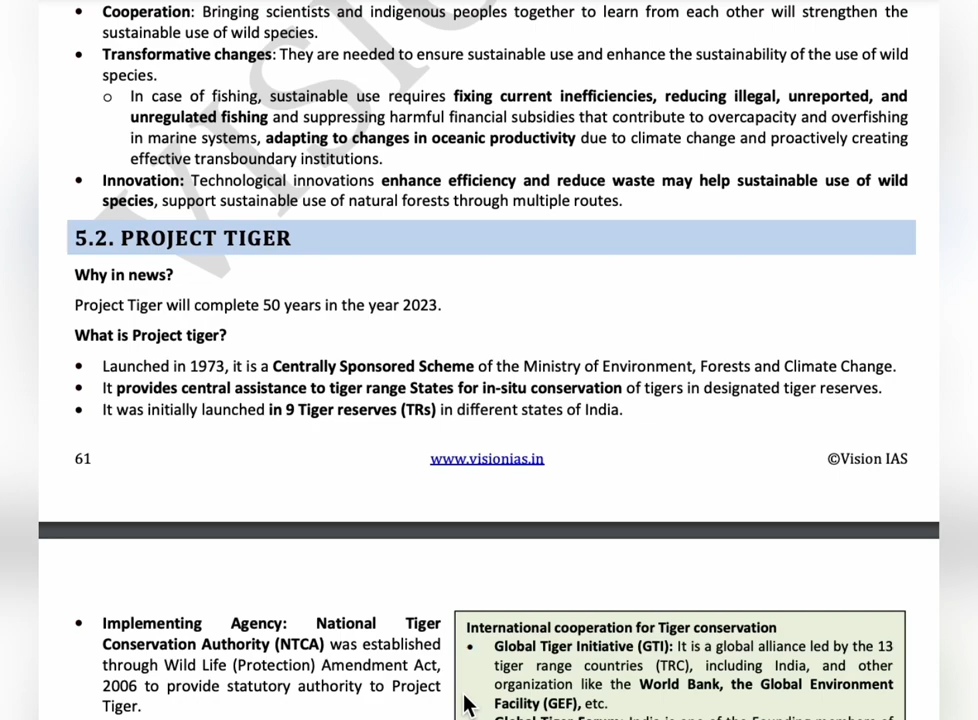 • Cooperation: Bringing scientists and indigenous peoples together to learn from each other will strengthen the
sustainable use of wild species.
• Transformative changes: They are needed to ensure sustainable use and enhance the sustainability of the use of wild
species.
o In case of fishing, sustainable use requires fixing current inefficiencies, reducing illegal, unreported, and
unregulated fishing and suppressing harmful financial subsidies that contribute to overcapacity and overfishing
in marine systems, adapting to changes in oceanic productivity due to climate change and proactively creating
effective transboundary institutions.
• Innovation: Technological innovations enhance efficiency and reduce waste may help sustainable use of wild
species, support sustainable use of natural forests through multiple routes.
5.2. PROJECT TIGER
Why in news?
Project Tiger will complete 50 years in the year 2023.
What is Project tiger?
• Launched in 1973, it is a Centrally Sponsored Scheme of the Ministry of Environment, Forests and Climate Change.
• It provides central assistance to tiger range States for in-situ conservation of tigers in designated tiger reserves.
• It was initially launched in 9 Tiger reserves (TRs) in different states of India.
61 www.visionias.in ©Vision IAS
• Implementing Agency: National Tiger
Conservation Authority (NTCA) was established
through Wild Life (Protection) Amendment Act,
2006 to provide statutory authority to Project
Tiger.
International cooperation for Tiger conservation
• Global Tiger Initiative (GTI): It is a global alliance led by the 13
tiger range countries (TRC), including India, and other
organization like the World Bank, the Global Environment
Facility (GEF), etc.
Global Tiger Forum: India is one of the Founding members of
VISIO